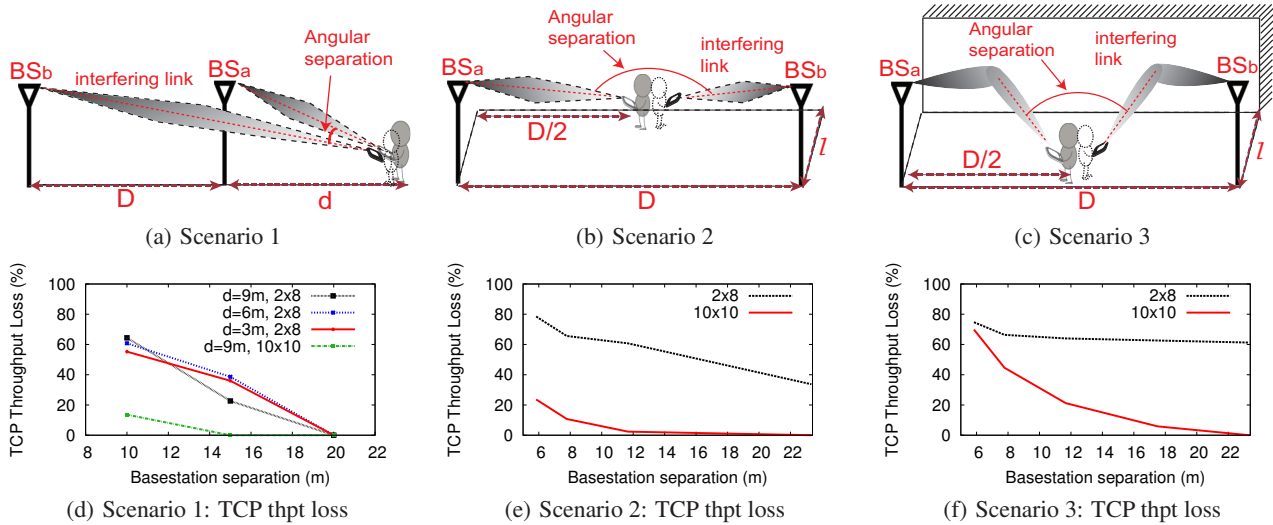 BSb
interfering link
BSa
Angular
separation
D
d
(a) Scenario 1
Angular
separation
interfering
link
BSa
BSb
D/2
D
l
(b) Scenario 2
Angular
separation
interfering
link
BSa
BSb
D/2
D
l
(c) Scenario 3
TCP Throughput Loss (%)
100
80
60
40
20
0
d=9m, 2x8
d=6m, 2x8
d=3m, 2x8
d=9m, 10x10
8 10 12 14 16 18 20 22
Basestation separation (m)
(d) Scenario 1: TCP thpt loss
TCP Throughput Loss (%)
100
80
60
40
20
0
2x8
10x10
6 8 10 12 14 16 18 20 22
Basestation separation (m)
(e) Scenario 2: TCP thpt loss
TCP Throughput Loss (%)
100
80
60
40
20
0
2x8
10x10
6 8 10 12 14 16 18 20 22
Basestation separation (m)
(f) Scenario 3: TCP thpt loss